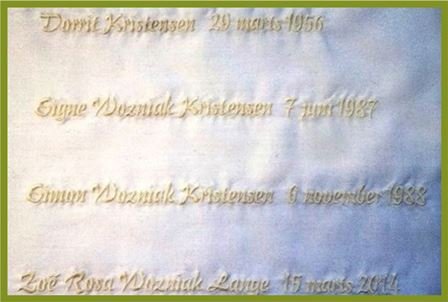 Dorrit Kristensen 29 marts 1956
Signe Wozniak Kristensen 7 juni 1987
Simon Wozniak Kristensen 6 november 1988
Zoë Rosa Wozniak Lange 15 marts 2014